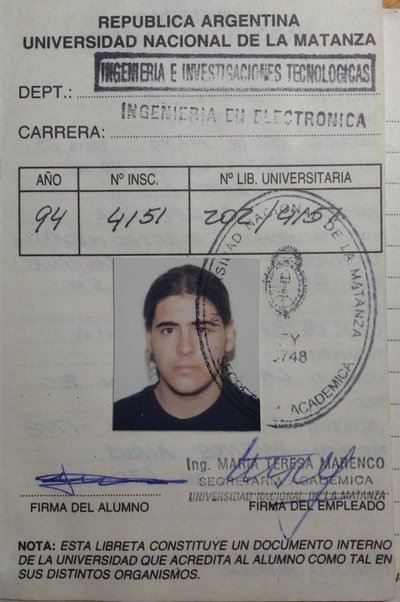 REPUBLICA ARGENTINA
UNIVERSIDAD NACIONAL DE LA MATANZA
INGENIERIA E INVESTIGACIONES TECNOLOGICAS
DEPT.:
INGENIERIA EN ELECTRONICA
CARRERA:
AÑO Nº INSC. Nº LIB. UNIVERSITARIA
94 4151 202/4151
UNIVERSIDAD NACIONAL DE LA MATANZA
LEY
24.748
SECRETARIA ACADEMICA
Ing. MARIA TERESA MARENCO
SECRETARIA ACADEMICA
UNIVERSIDAD NACIONAL DE LA MATANZA
FIRMA DEL ALUMNO FIRMA DEL EMPLEADO
NOTA: ESTA LIBRETA CONSTITUYE UN DOCUMENTO INTERNO
DE LA UNIVERSIDAD QUE ACREDITA AL ALUMNO COMO TAL EN
SUS DISTINTOS ORGANISMOS.